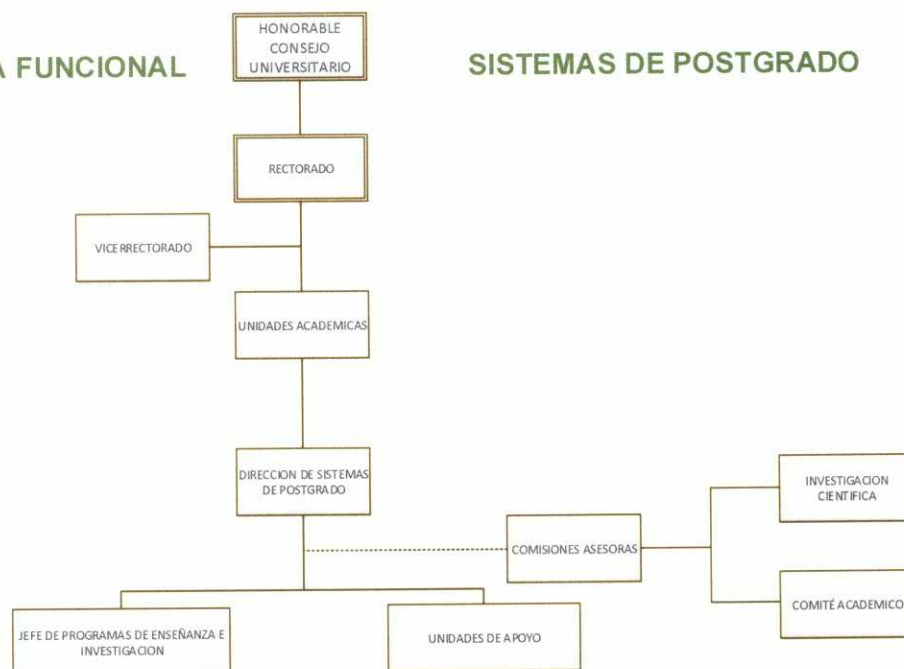 HONORABLE
CONSEJO
UNIVERSITARIO
A FUNCIONAL
SISTEMAS DE POSTGRADO
RECTORADO
VICERRECTORADO
UNIDADES ACADEMICAS
DIRECCION DE SISTEMAS
DE POSTGRADO
INVESTIGACION
CIENTIFICA
COMISIONES ASESORAS
COMITÉ ACADEMICO
JEFE DE PROGRAMAS DE ENSEÑANZA E
INVESTIGACION
UNIDADES DE APOYO